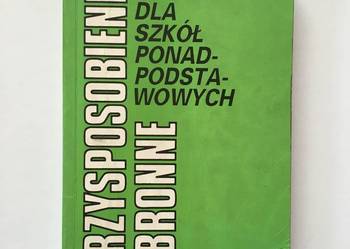 RZYSPOSOBIENI
BRONNE
DLA
SZKÓŁ
PONAD-
PODSTA-
WOWYCH